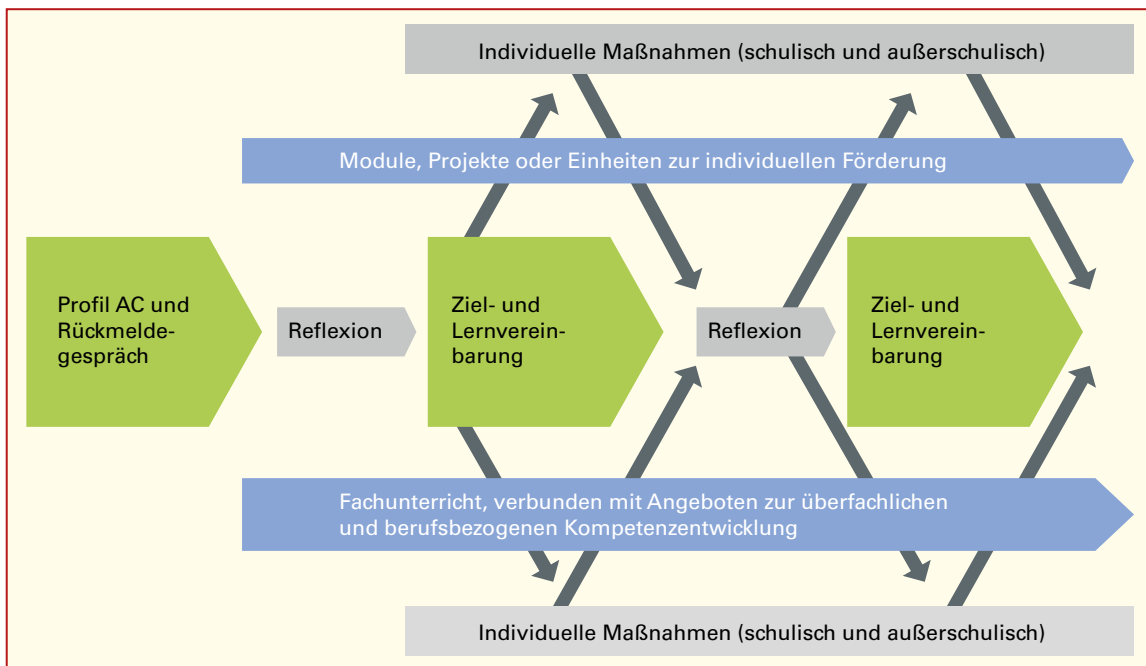 Individuelle Maßnahmen (schulisch und außerschulisch)
Module, Projekte oder Einheiten zur individuellen Förderung
Profil AC und
Rückmelde-
gespräch
Reflexion
Ziel- und
Lernverein-
barung
Reflexion
Ziel- und
Lernverein-
barung
Fachunterricht, verbunden mit Angeboten zur überfachlichen
und berufsbezogenen Kompetenzentwicklung
Individuelle Maßnahmen (schulisch und außerschulisch)